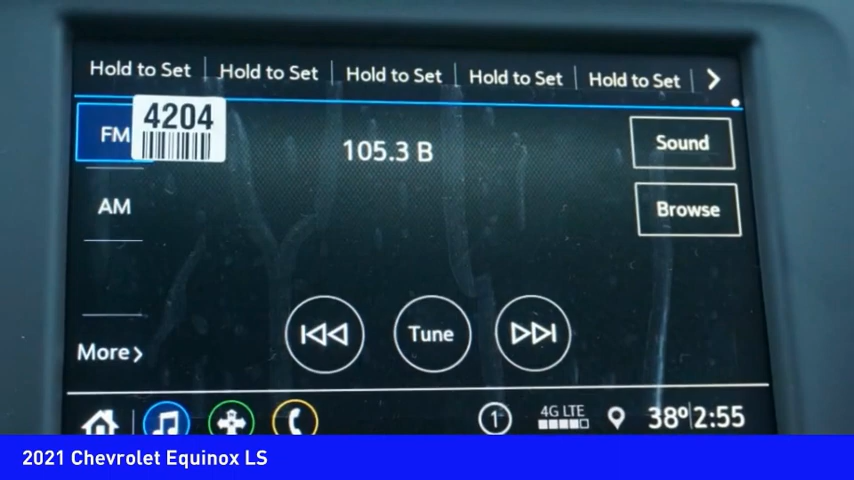 Hold to Set Hold to Set Hold to Set Hold to Set Hold to Set
FM
4204
105.3 B
Sound
AM
Browse
More
Tune
1 4G LTE 38° 2:55
2021 Chevrolet Equinox LS